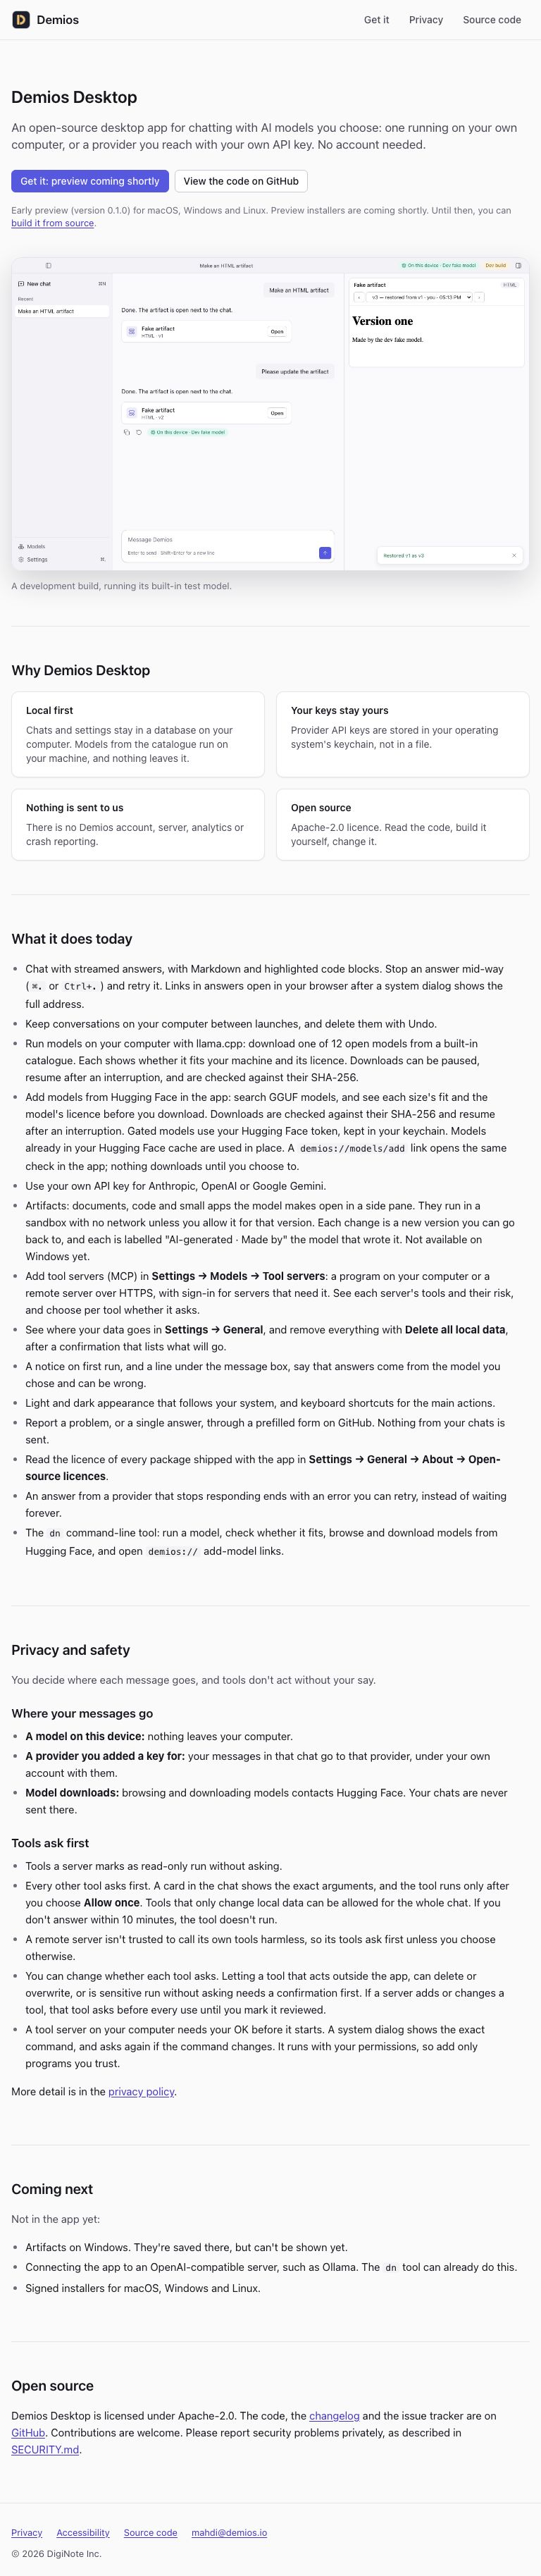 Demios
Get it
Privacy
Source code
Demios Desktop
An open-source desktop app for chatting with AI models you choose: one running on your own
computer, or a provider you reach with your own API key. No account needed.
Get it: preview coming shortly
View the code on GitHub
Early preview (version 0.1.0) for macOS, Windows and Linux. Preview installers are coming shortly. Until then, you can
build it from source.
Make an HTML artifact
On this device · Dev fake model
Dev build
New chat
⌘N
Recent
Make an HTML artifact
Make an HTML artifact
Done. The artifact is open next to the chat.
Fake artifact
HTML · v1
Open
Please update the artifact
Done. The artifact is open next to the chat.
Fake artifact
HTML · v2
Open
On this device · Dev fake model
Fake artifact
HTML
v3 — restored from v1 · you · 05:13 PM
Version one
Made by the dev fake model.
Models
Settings
⌘,
Message Demios
Enter to send · Shift+Enter for a new line
Restored v1 as v3
A development build, running its built-in test model.
Why Demios Desktop
Local first
Chats and settings stay in a database on your
computer. Models from the catalogue run on
your machine, and nothing leaves it.
Your keys stay yours
Provider API keys are stored in your operating
system's keychain, not in a file.
Nothing is sent to us
There is no Demios account, server, analytics or
crash reporting.
Open source
Apache-2.0 licence. Read the code, build it
yourself, change it.
What it does today
Chat with streamed answers, with Markdown and highlighted code blocks. Stop an answer mid-way
(⌘. or Ctrl+.) and retry it. Links in answers open in your browser after a system dialog shows the
full address.
Keep conversations on your computer between launches, and delete them with Undo.
Run models on your computer with llama.cpp: download one of 12 open models from a built-in
catalogue. Each shows whether it fits your machine and its licence. Downloads can be paused,
resume after an interruption, and are checked against their SHA-256.
Add models from Hugging Face in the app: search GGUF models, and see each size's fit and the
model's licence before you download. Downloads are checked against their SHA-256 and resume
after an interruption. Gated models use your Hugging Face token, kept in your keychain. Models
already in your Hugging Face cache are used in place. A demios://models/add link opens the same
check in the app; nothing downloads until you choose to.
Use your own API key for Anthropic, OpenAI or Google Gemini.
Artifacts: documents, code and small apps the model makes open in a side pane. They run in a
sandbox with no network unless you allow it for that version. Each change is a new version you can go
back to, and each is labelled "AI-generated · Made by" the model that wrote it. Not available on
Windows yet.
Add tool servers (MCP) in Settings → Models → Tool servers: a program on your computer or a
remote server over HTTPS, with sign-in for servers that need it. See each server's tools and their risk,
and choose per tool whether it asks.
See where your data goes in Settings → General, and remove everything with Delete all local data,
after a confirmation that lists what will go.
A notice on first run, and a line under the message box, say that answers come from the model you
chose and can be wrong.
Light and dark appearance that follows your system, and keyboard shortcuts for the main actions.
Report a problem, or a single answer, through a prefilled form on GitHub. Nothing from your chats is
sent.
Read the licence of every package shipped with the app in Settings → General → About → Open-
source licences.
An answer from a provider that stops responding ends with an error you can retry, instead of waiting
forever.
The dn command-line tool: run a model, check whether it fits, browse and download models from
Hugging Face, and open demios:// add-model links.
Privacy and safety
You decide where each message goes, and tools don't act without your say.
Where your messages go
A model on this device: nothing leaves your computer.
A provider you added a key for: your messages in that chat go to that provider, under your own
account with them.
Model downloads: browsing and downloading models contacts Hugging Face. Your chats are never
sent there.
Tools ask first
Tools a server marks as read-only run without asking.
Every other tool asks first. A card in the chat shows the exact arguments, and the tool runs only after
you choose Allow once. Tools that only change local data can be allowed for the whole chat. If you
don't answer within 10 minutes, the tool doesn't run.
A remote server isn't trusted to call its own tools harmless, so its tools ask first unless you choose
otherwise.
You can change whether each tool asks. Letting a tool that acts outside the app, can delete or
overwrite, or is sensitive run without asking needs a confirmation first. If a server adds or changes a
tool, that tool asks before every use until you mark it reviewed.
A tool server on your computer needs your OK before it starts. A system dialog shows the exact
command, and asks again if the command changes. It runs with your permissions, so add only
programs you trust.
More detail is in the privacy policy.
Coming next
Not in the app yet:
Artifacts on Windows. They're saved there, but can't be shown yet.
Connecting the app to an OpenAI-compatible server, such as Ollama. The dn tool can already do this.
Signed installers for macOS, Windows and Linux.
Open source
Demios Desktop is licensed under Apache-2.0. The code, the changelog and the issue tracker are on
GitHub. Contributions are welcome. Please report security problems privately, as described in
SECURITY.md.
Privacy
Accessibility
Source code
mahdi@demios.io
© 2026 DigiNote Inc.